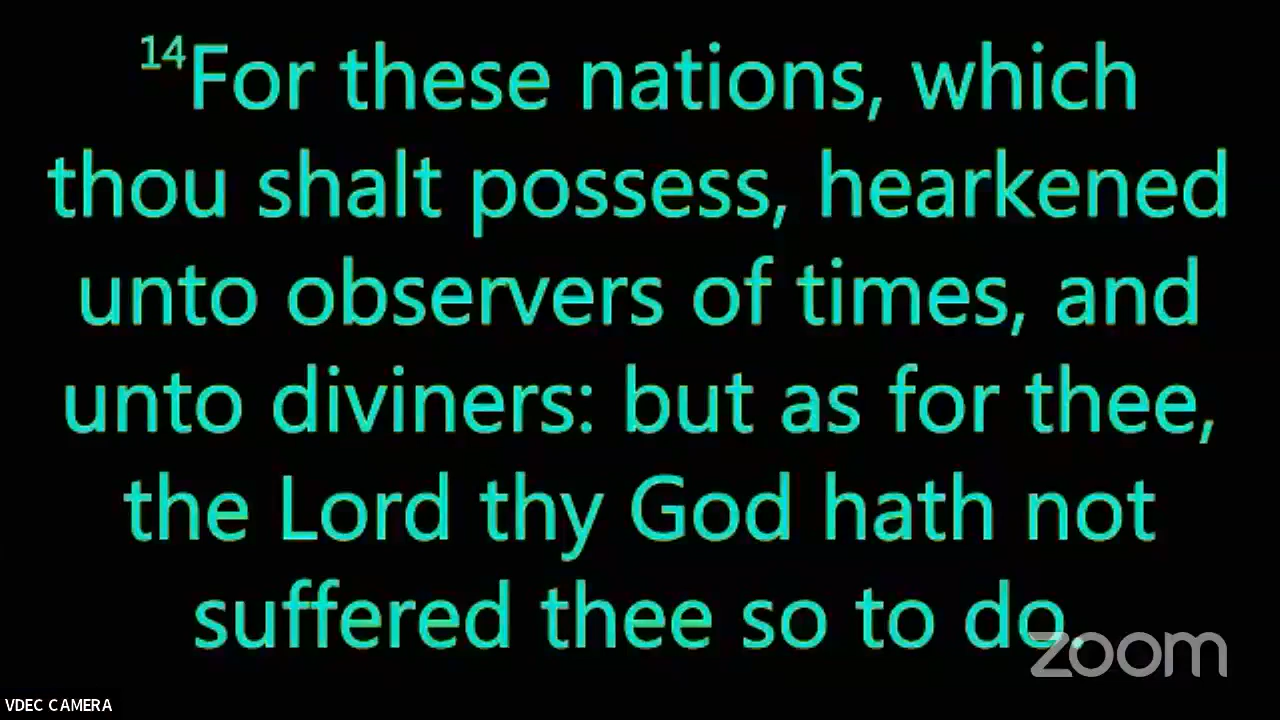 14For these nations, which
thou shalt possess, hearkened
unto observers of times, and
unto diviners: but as for thee,
the Lord thy God hath not
suffered thee so to do.
zoom
VDEC CAMERA